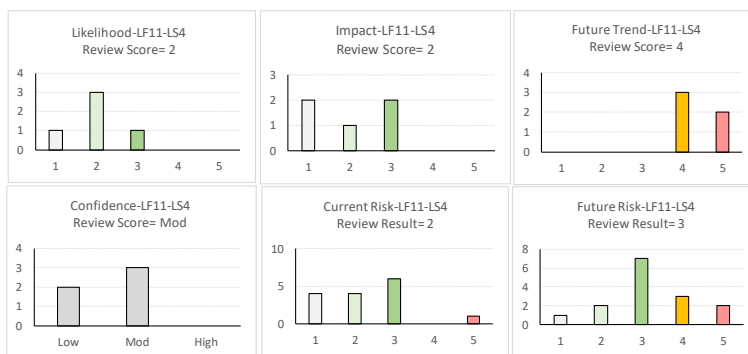 Likelihood-LF11-LS4
Review Score= 2
4
3
2
1
0
1 2 3 4 5
Impact-LF11-LS4
Review Score= 2
3
2
1
0
1 2 3 4 5
Future Trend-LF11-LS4
Review Score= 4
4
3
2
1
0
1 2 3 4 5
Confidence-LF11-LS4
Review Score= Mod
4
3
2
1
0
Low Mod High
Current Risk-LF11-LS4
Review Result= 2
10
5
0
1 2 3 4 5
Future Risk-LF11-LS4
Review Result= 3
8
6
4
2
0
1 2 3 4 5